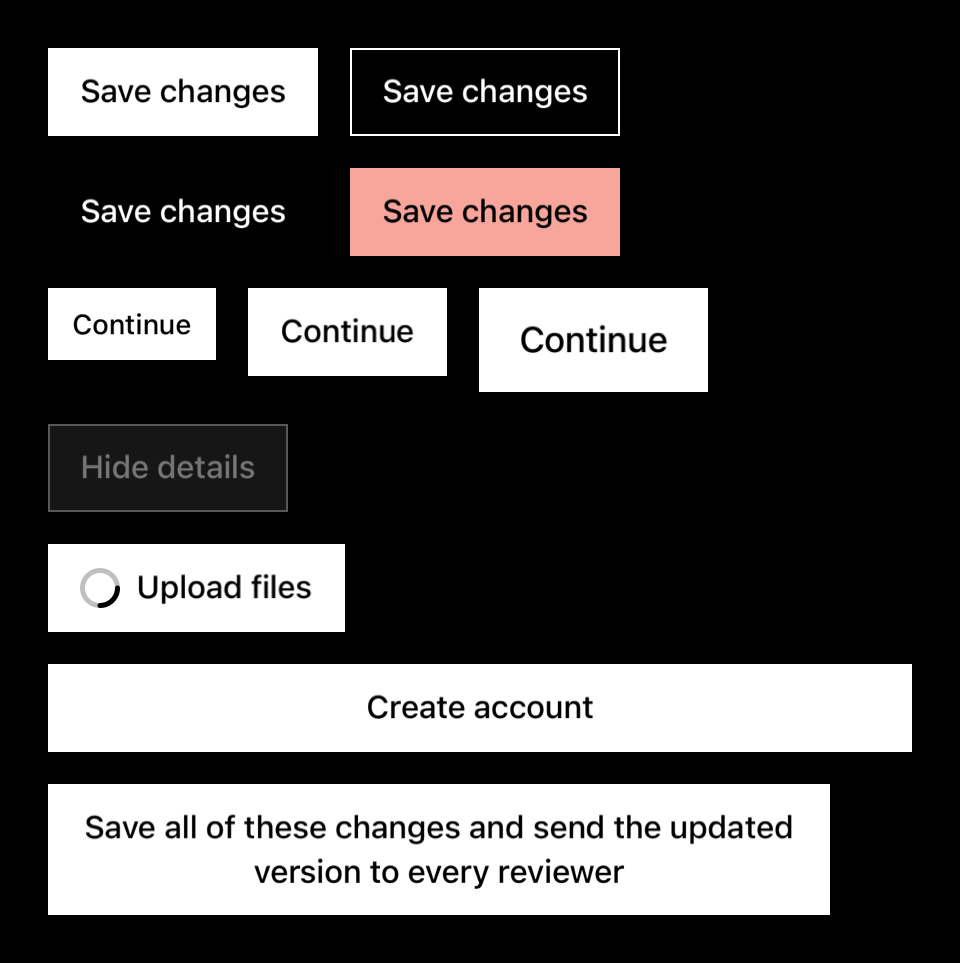 Save changes
Save changes
Save changes
Save changes
Continue
Continue
Continue
Hide details
Upload files
Create account
Save all of these changes and send the updated
version to every reviewer